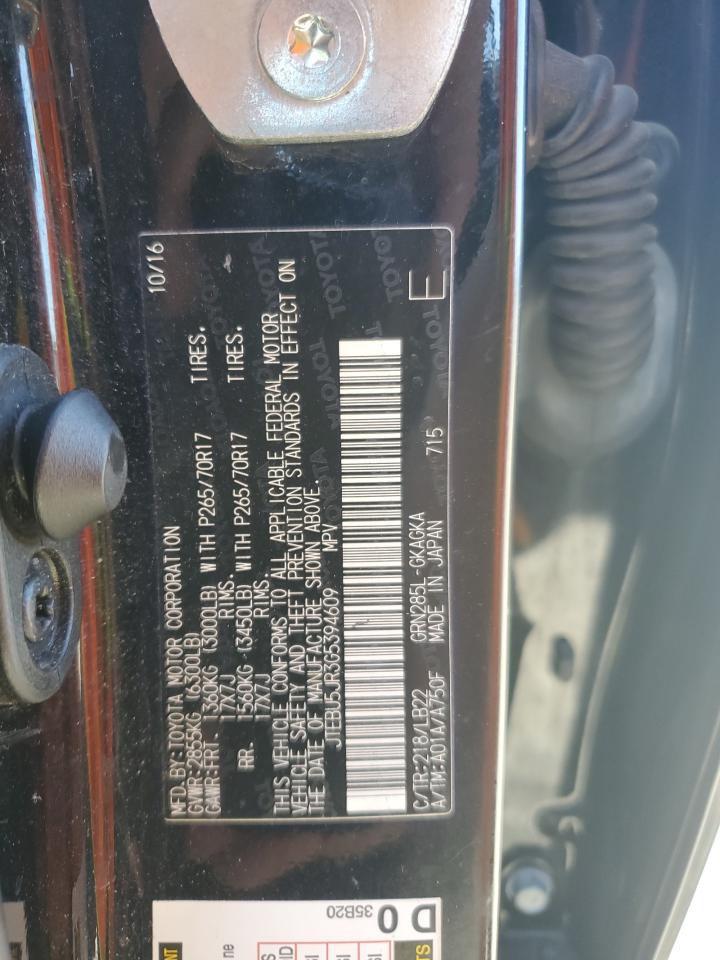 MFD.BY:TOYOTA MOTOR CORPORATION 10/16
GVWR:2855KG (6300LB)
GAWR:FRT. 1360KG (3000LB) WITH P265/70R17 TIRES.
17X7J RIMS.
RR. 1560KG (3450LB) WITH P265/70R17 TIRES.
17X7J RIMS.
THIS VEHICLE CONFORMS TO ALL APPLICABLE FEDERAL MOTOR
VEHICLE SAFETY AND THEFT PREVENTION STANDARDS IN EFFECT ON
THE DATE OF MANUFACTURE SHOWN ABOVE.
JTEBU5JR3G5394609 MPV
C/TR:218/LB22 GRN285L-GKAGKA 715
A/TM:A01A/A750F MADE IN JAPAN
E
D 0
35B20
ne